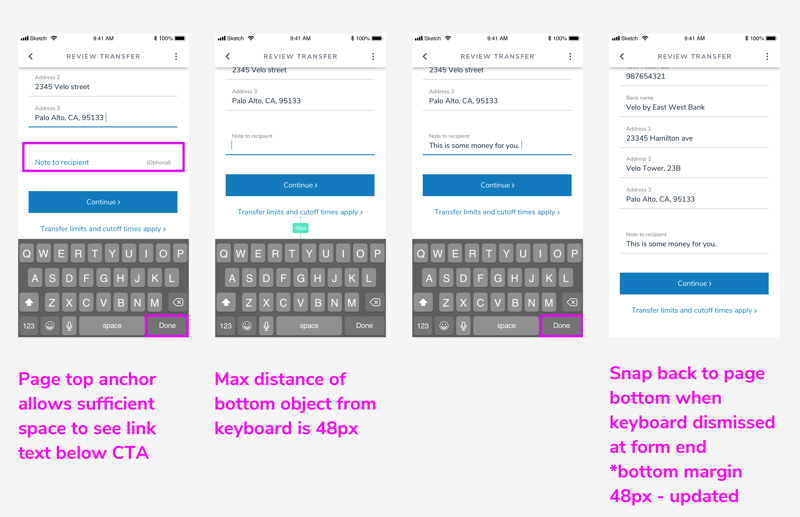 Sketch 9:41 AM 100%
REVIEW TRANSFER
Address 2
2345 Velo street
Address 3
Palo Alto, CA, 95133
Note to recipient (Optional)
Continue >
Transfer limits and cutoff times apply >
Q W E R T Y U I O P
A S D F G H J K L
Z X C V B N M
123 space Done
Page top anchor
allows sufficient
space to see link
text below CTA
Sketch 9:41 AM 100%
REVIEW TRANSFER
2345 Velo street
Address 3
Palo Alto, CA, 95133
Note to recipient
Continue >
Transfer limits and cutoff times apply >
48px
Q W E R T Y U I O P
A S D F G H J K L
Z X C V B N M
123 space Done
Max distance of
bottom object from
keyboard is 48px
Sketch 9:41 AM 100%
REVIEW TRANSFER
2345 Velo street
Address 3
Palo Alto, CA, 95133
Note to recipient
This is some money for you.
Continue >
Transfer limits and cutoff times apply >
Q W E R T Y U I O P
A S D F G H J K L
Z X C V B N M
123 space Done
Sketch 9:41 AM 100%
REVIEW TRANSFER
987654321
Bank name
Velo by East West Bank
Address 1
23345 Hamilton ave
Address 2
Velo Tower, 23B
Address 3
Palo Alto, CA, 95133
Note to recipient
This is some money for you.
Continue >
Transfer limits and cutoff times apply >
Snap back to page
bottom when
keyboard dismissed
at form end
*bottom margin
48px - updated